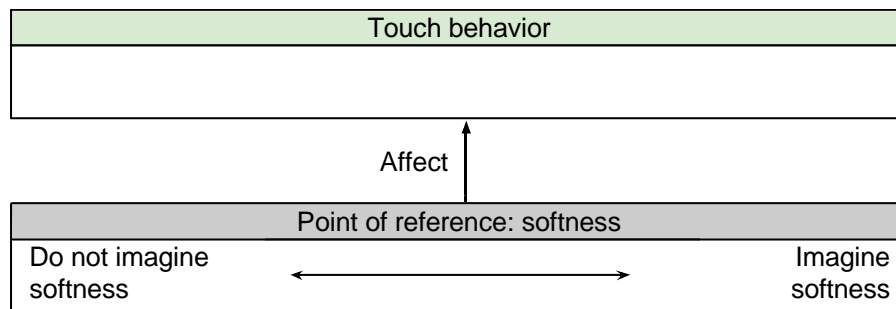 Touch behavior
Affect
Point of reference: softness
Do not imagine
softness
Imagine
softness